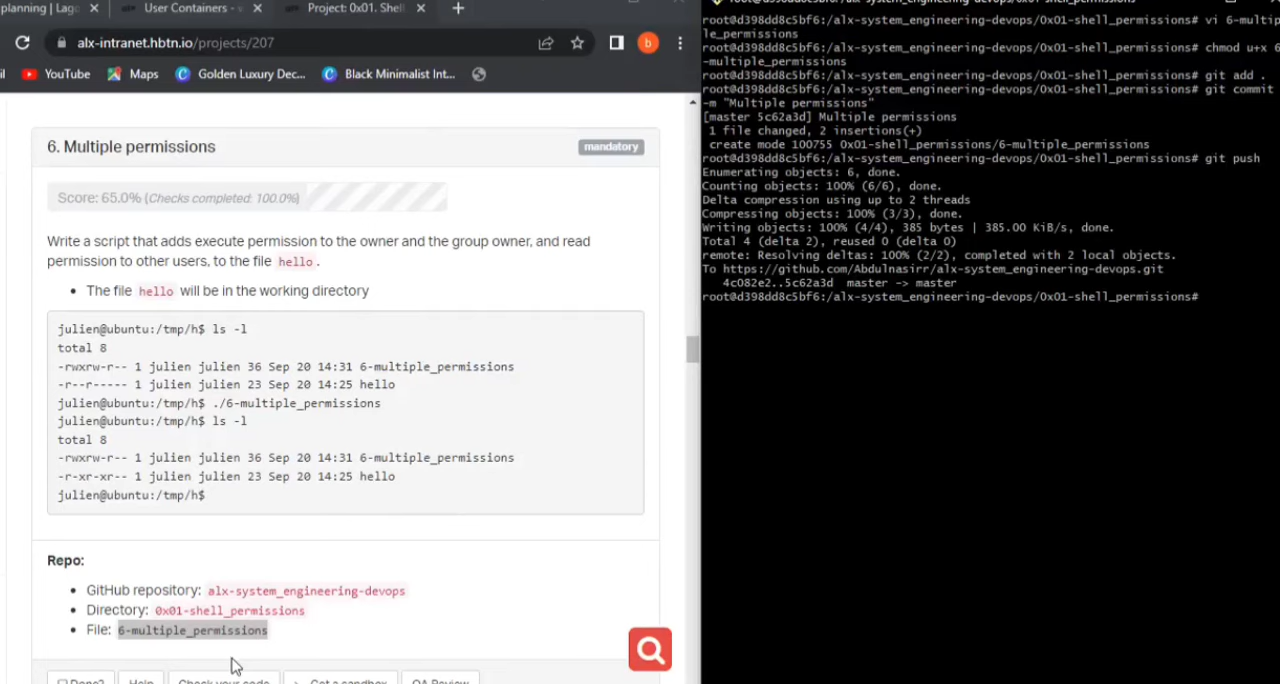 planning | Lago
User Containers -
Project: 0x01. Shell
alx-intranet.hbtn.io/projects/207
b
YouTube
Maps
Golden Luxury Dec...
Black Minimalist Int...
6. Multiple permissions
mandatory
Score: 65.0% (Checks completed: 100.0%)
Write a script that adds execute permission to the owner and the group owner, and read
permission to other users, to the file hello .
• The file hello will be in the working directory
julien@ubuntu:/tmp/h$ ls -l
total 8
-rwxrw-r-- 1 julien julien 36 Sep 20 14:31 6-multiple_permissions
-r--r----- 1 julien julien 23 Sep 20 14:25 hello
julien@ubuntu:/tmp/h$ ./6-multiple_permissions
julien@ubuntu:/tmp/h$ ls -l
total 8
-rwxrw-r-- 1 julien julien 36 Sep 20 14:31 6-multiple_permissions
-r-xr-xr-- 1 julien julien 23 Sep 20 14:25 hello
julien@ubuntu:/tmp/h$
Repo:
• GitHub repository: alx-system_engineering-devops
• Directory: 0x01-shell_permissions
• File: 6-multiple_permissions
Done? Help Check your code > Get a sandbox QA Review
root@d398dd8c5bf6:/alx-system_engineering-devops/0x01-shell_permissions
root@d398dd8c5bf6:/alx-system_engineering-devops/0x01-shell_permissions# vi 6-multip
le_permissions
root@d398dd8c5bf6:/alx-system_engineering-devops/0x01-shell_permissions# chmod u+x 6
-multiple_permissions
root@d398dd8c5bf6:/alx-system_engineering-devops/0x01-shell_permissions# git add .
root@d398dd8c5bf6:/alx-system_engineering-devops/0x01-shell_permissions# git commit
-m "Multiple permissions"
[master 5c62a3d] Multiple permissions
1 file changed, 2 insertions(+)
create mode 100755 0x01-shell_permissions/6-multiple_permissions
root@d398dd8c5bf6:/alx-system_engineering-devops/0x01-shell_permissions# git push
Enumerating objects: 6, done.
Counting objects: 100% (6/6), done.
Delta compression using up to 2 threads
Compressing objects: 100% (3/3), done.
Writing objects: 100% (4/4), 385 bytes | 385.00 KiB/s, done.
Total 4 (delta 2), reused 0 (delta 0)
remote: Resolving deltas: 100% (2/2), completed with 2 local objects.
To https://github.com/Abdulnasirr/alx-system_engineering-devops.git
4c082e2..5c62a3d master -> master
root@d398dd8c5bf6:/alx-system_engineering-devops/0x01-shell_permissions#